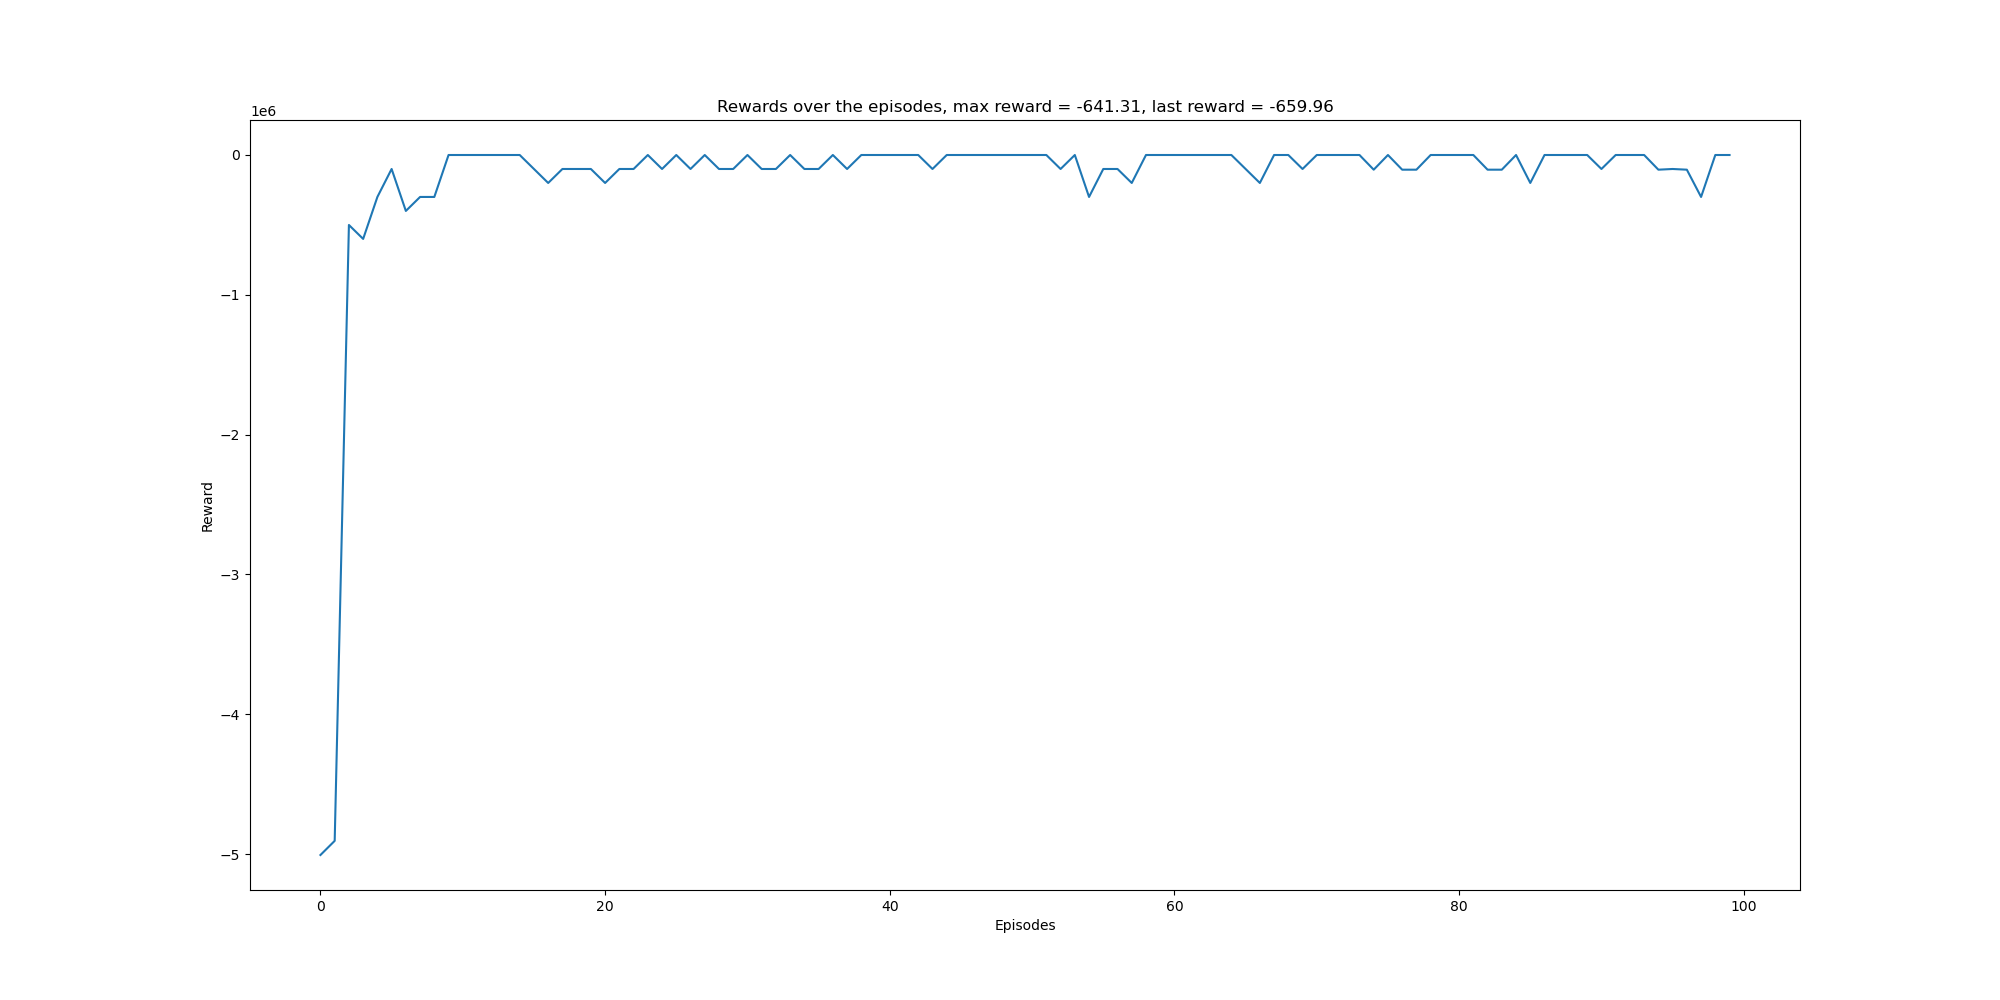 Rewards over the episodes, max reward = -641.31, last reward = -659.96
1e6
0
−1
−2
−3
−4
−5
Reward
0 20 40 60 80 100
Episodes